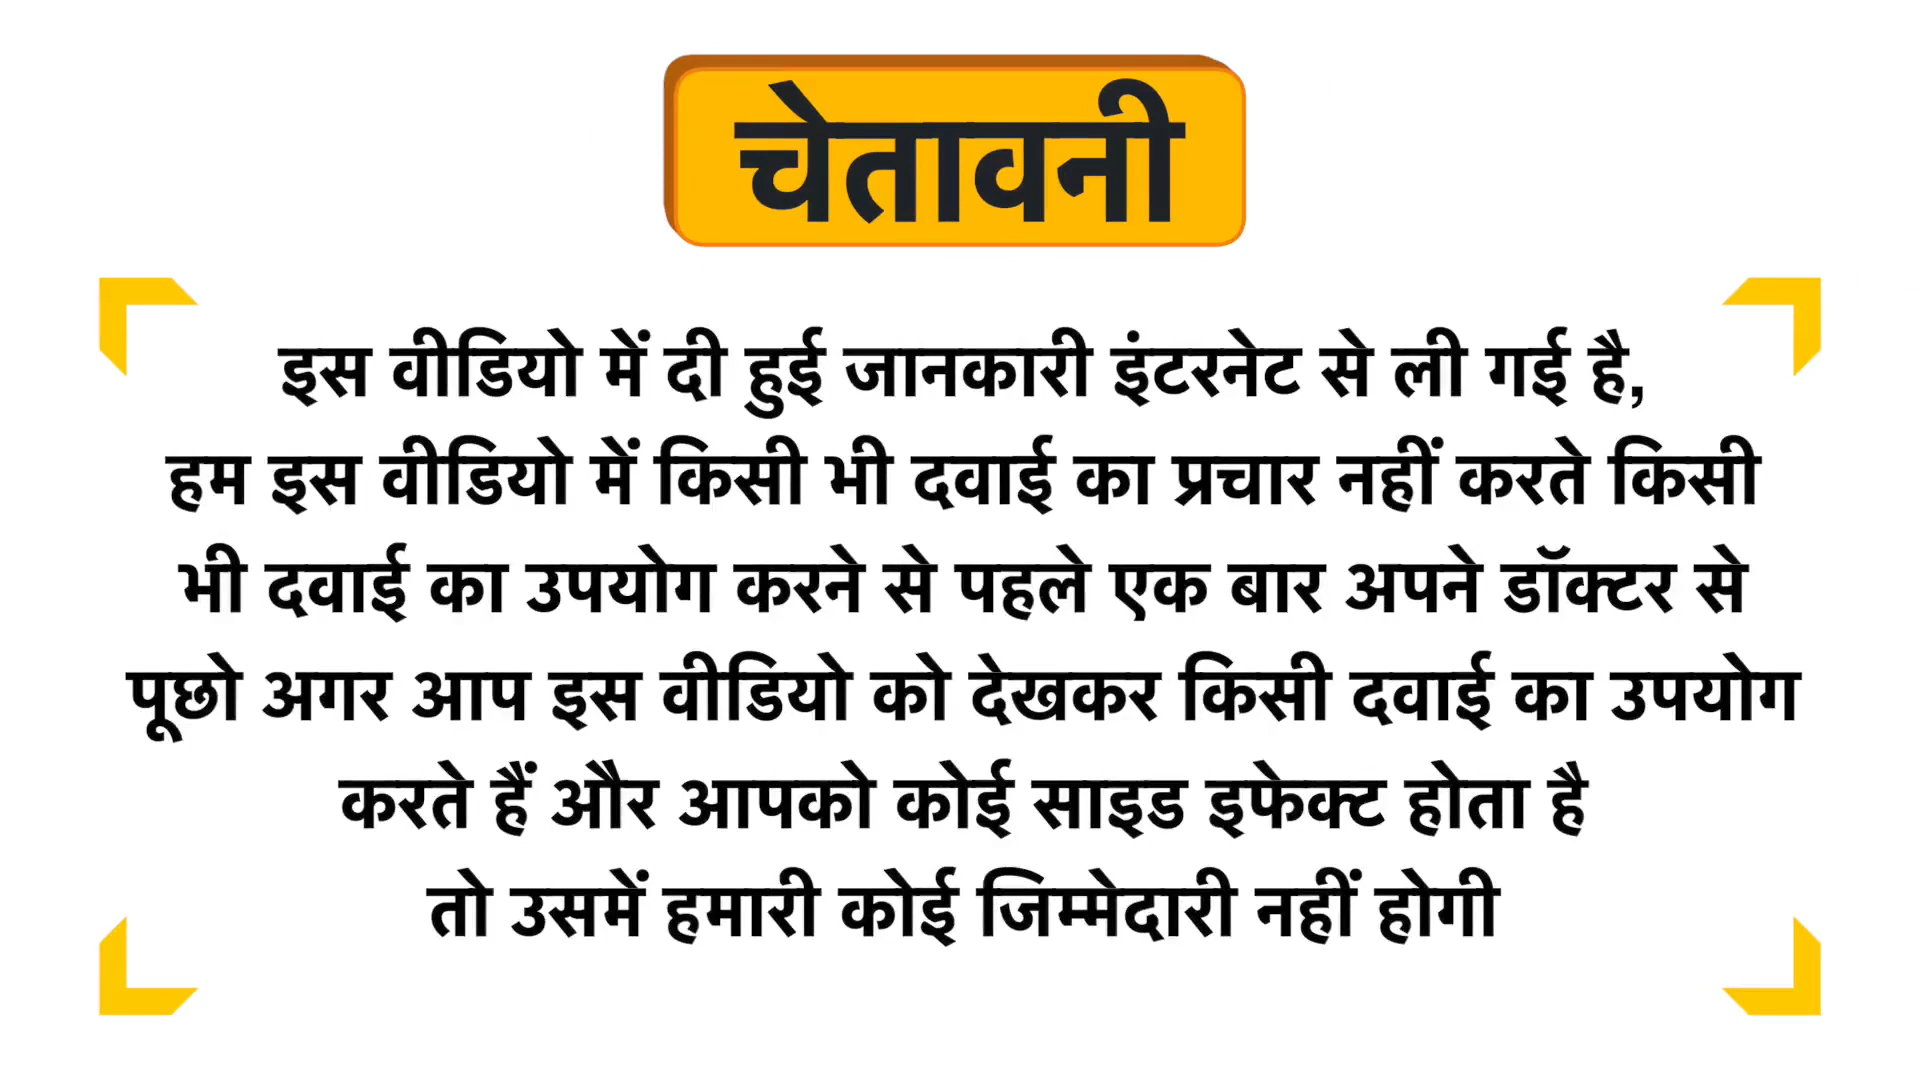 चेतावनी
इस वीडियो में दी हुई जानकारी इंटरनेट से ली गई है,
हम इस वीडियो में किसी भी दवाई का प्रचार नहीं करते किसी
भी दवाई का उपयोग करने से पहले एक बार अपने डॉक्टर से
पूछो अगर आप इस वीडियो को देखकर किसी दवाई का उपयोग
करते हैं और आपको कोई साइड इफेक्ट होता है
तो उसमें हमारी कोई जिम्मेदारी नहीं होगी